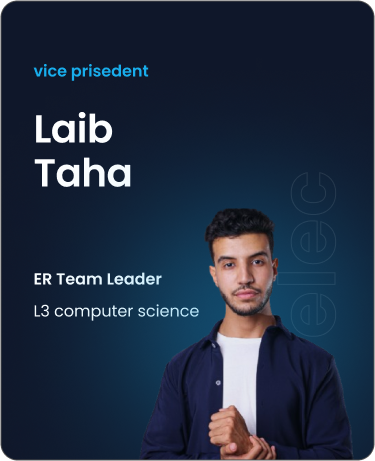 vice prisedent
Laib
Taha
ER Team Leader
L3 computer science
elec